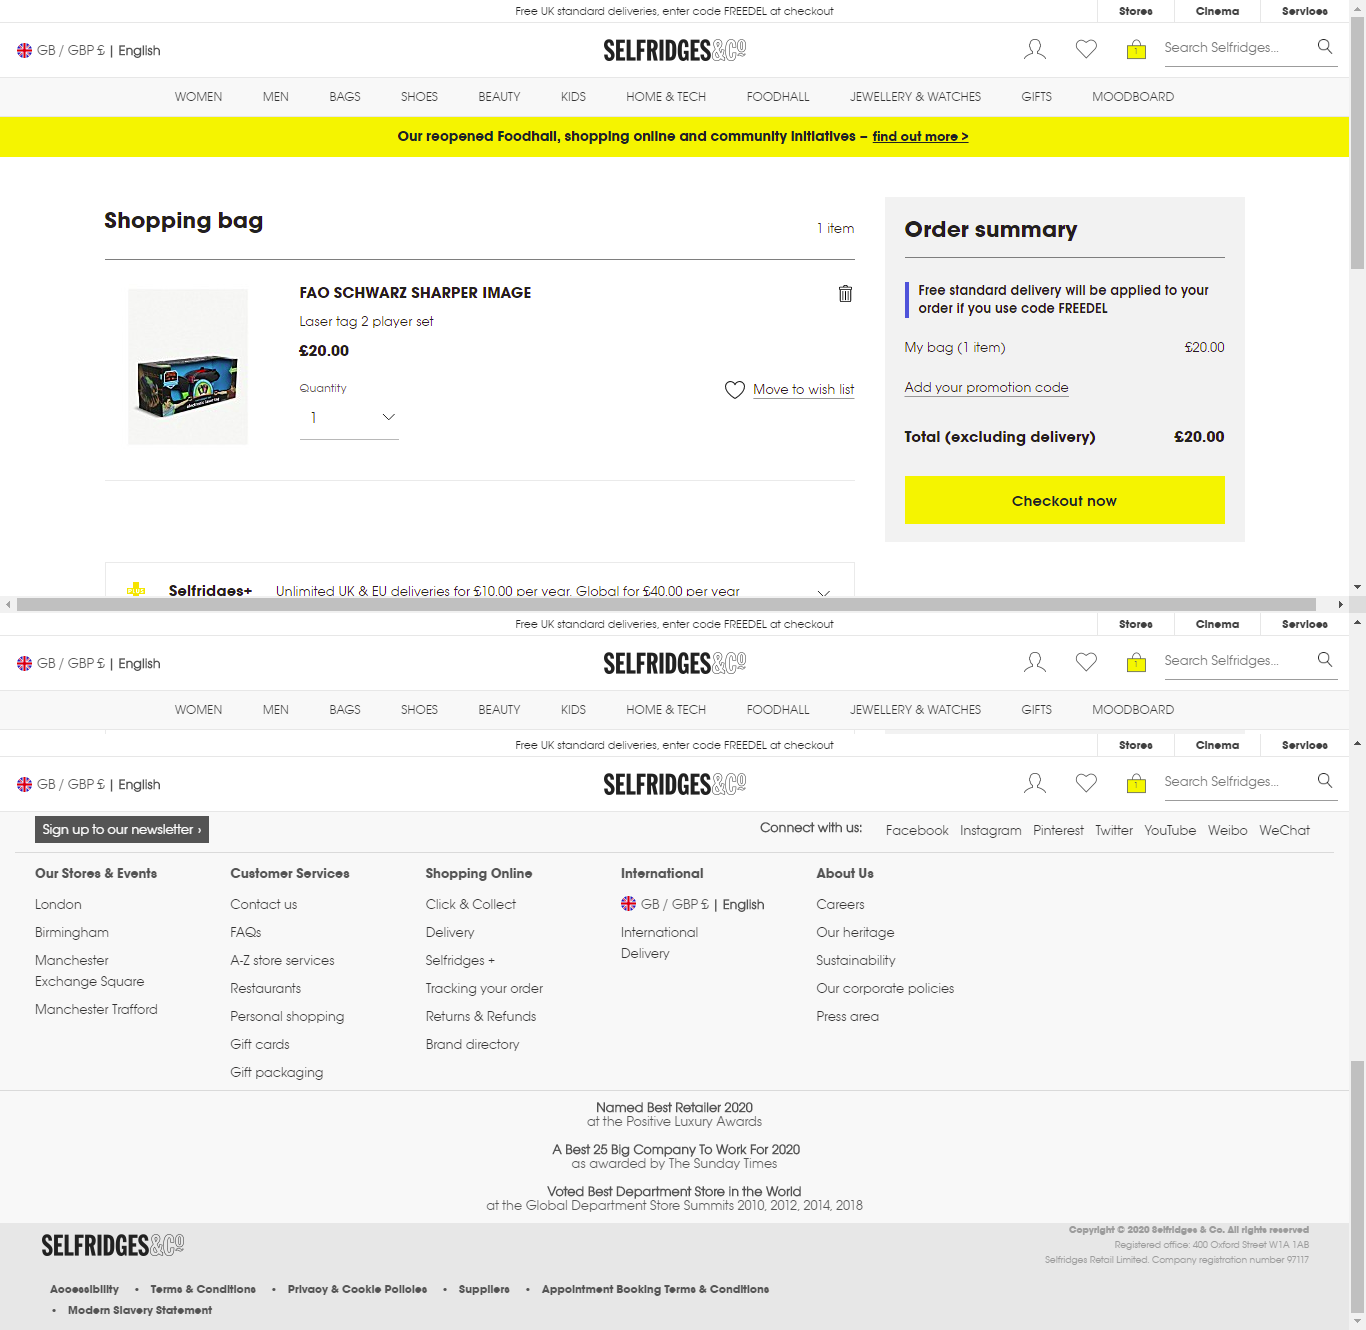 Free UK standard deliveries, enter code FREEDEL at checkout
Stores Cinema Services
GB / GBP £ | English
SELFRIDGES&CO
1
Search Selfridges...
WOMEN MEN BAGS SHOES BEAUTY KIDS HOME & TECH FOODHALL JEWELLERY & WATCHES GIFTS MOODBOARD
Our reopened Foodhall, shopping online and community initiatives – find out more >
Shopping bag
1 item
FAO SCHWARZ SHARPER IMAGE
Laser tag 2 player set
£20.00
Quantity
1
Move to wish list
Order summary
Free standard delivery will be applied to your
order if you use code FREEDEL
My bag (1 item) £20.00
Add your promotion code
Total (excluding delivery) £20.00
Checkout now
Selfridges+ Unlimited UK & EU deliveries for £10.00 per year. Global for £40.00 per year
Free UK standard deliveries, enter code FREEDEL at checkout
Stores Cinema Services
GB / GBP £ | English
SELFRIDGES&CO
1
Search Selfridges...
WOMEN MEN BAGS SHOES BEAUTY KIDS HOME & TECH FOODHALL JEWELLERY & WATCHES GIFTS MOODBOARD
Free UK standard deliveries, enter code FREEDEL at checkout
Stores Cinema Services
GB / GBP £ | English
SELFRIDGES&CO
1
Search Selfridges...
Sign up to our newsletter ›
Connect with us: Facebook Instagram Pinterest Twitter YouTube Weibo WeChat
Our Stores & Events
London
Birmingham
Manchester
Exchange Square
Manchester Trafford
Customer Services
Contact us
FAQs
A-Z store services
Restaurants
Personal shopping
Gift cards
Gift packaging
Shopping Online
Click & Collect
Delivery
Selfridges +
Tracking your order
Returns & Refunds
Brand directory
International
GB / GBP £ | English
International
Delivery
About Us
Careers
Our heritage
Sustainability
Our corporate policies
Press area
Named Best Retailer 2020
at the Positive Luxury Awards
A Best 25 Big Company To Work For 2020
as awarded by The Sunday Times
Voted Best Department Store in the World
at the Global Department Store Summits 2010, 2012, 2014, 2018
SELFRIDGES&CO
Copyright © 2020 Selfridges & Co. All rights reserved
Registered office: 400 Oxford Street W1A 1AB
Selfridges Retail Limited. Company registration number 97117
Accessibility • Terms & Conditions • Privacy & Cookie Policies • Suppliers • Appointment Booking Terms & Conditions
• Modern Slavery Statement